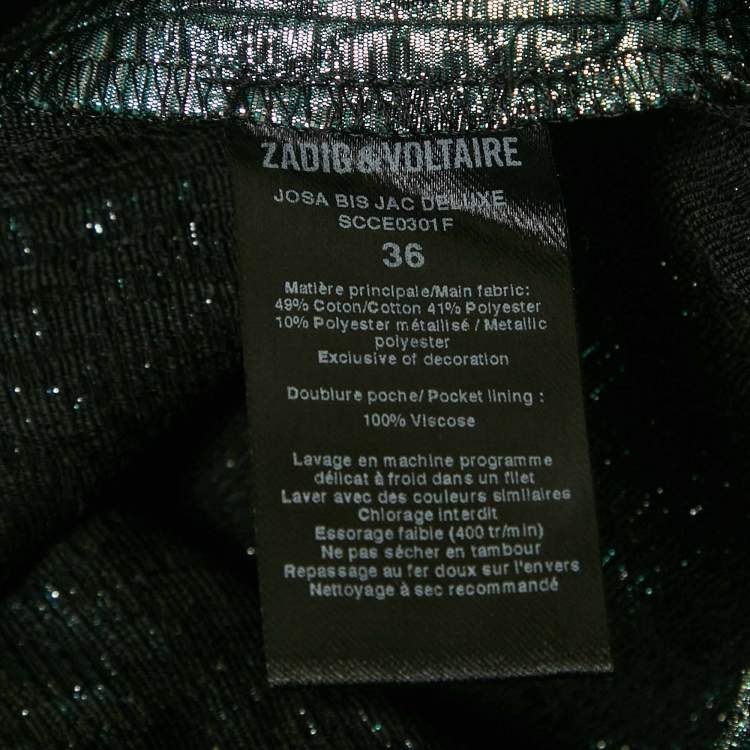 ZADIG&VOLTAIRE
JOSA BIS JAC DELUXE
SCCE0301F
36
Matière principale/Main fabric:
49% Coton/Cotton 41% Polyester
10% Polyester métallisé / Metallic
polyester
Exclusive of decoration
Doublure poche/ Pocket lining :
100% Viscose
Lavage en machine programme
délicat à froid dans un filet
Laver avec des couleurs similaires
Chlorage interdit
Essorage faible (400 tr/min)
Ne pas sécher en tambour
Repassage au fer doux sur l'envers
Nettoyage à sec recommandé